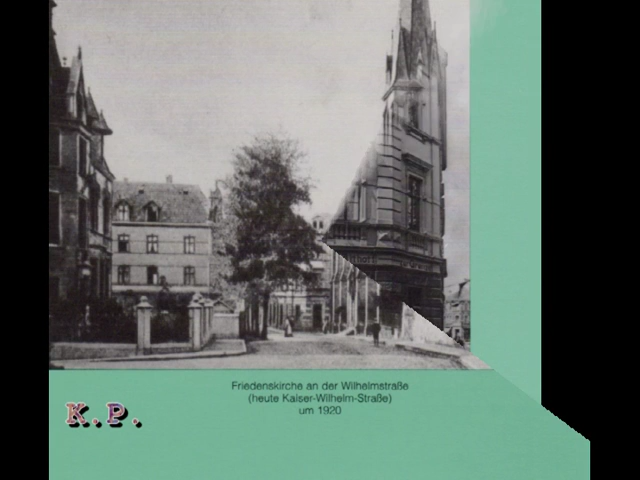 Friedenskirche an der Wilhelmstraße
(heute Kaiser-Wilhelm-Straße)
um 1920
K.P.